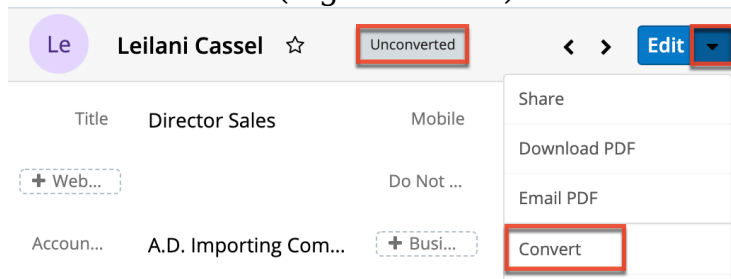 Le
Leilani Cassel
Unconverted
Edit
Share
Title
Director Sales
Mobile
Download PDF
+ Web...
Do Not ...
Email PDF
Accoun...
A.D. Importing Com...
+ Busi...
Convert